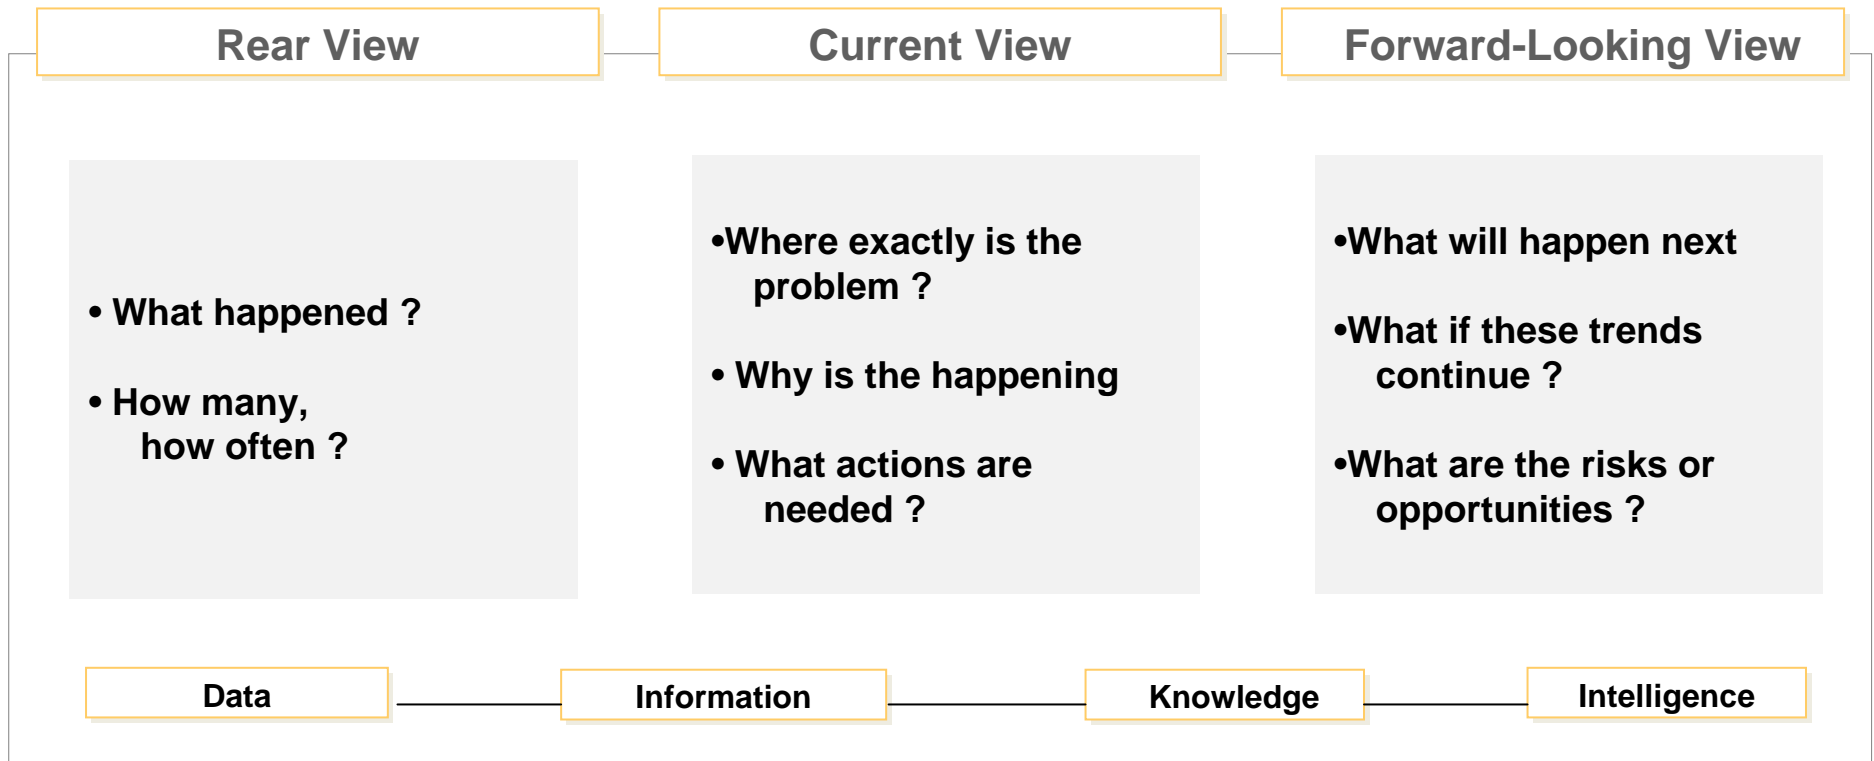 Rear View
Current View
Forward-Looking View
• What happened ?
• How many,
how often ?
•Where exactly is the
problem ?
• Why is the happening
• What actions are
needed ?
•What will happen next
•What if these trends
continue ?
•What are the risks or
opportunities ?
Data
Information
Knowledge
Intelligence